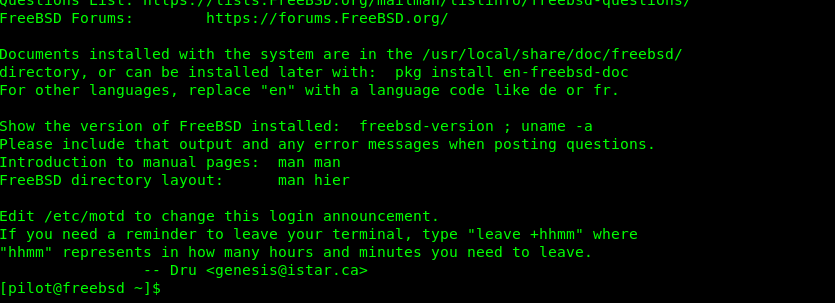 Questions List: https://lists.FreeBSD.org/mailman/listinfo/freebsd-questions/
FreeBSD Forums:        https://forums.FreeBSD.org/

Documents installed with the system are in the /usr/local/share/doc/freebsd/
directory, or can be installed later with:  pkg install en-freebsd-doc
For other languages, replace "en" with a language code like de or fr.

Show the version of FreeBSD installed:  freebsd-version ; uname -a
Please include that output and any error messages when posting questions.
Introduction to manual pages:  man man
FreeBSD directory layout:      man hier

Edit /etc/motd to change this login announcement.
If you need a reminder to leave your terminal, type "leave +hhmm" where
"hhmm" represents in how many hours and minutes you need to leave.
                -- Dru <genesis@istar.ca>
[pilot@freebsd ~]$